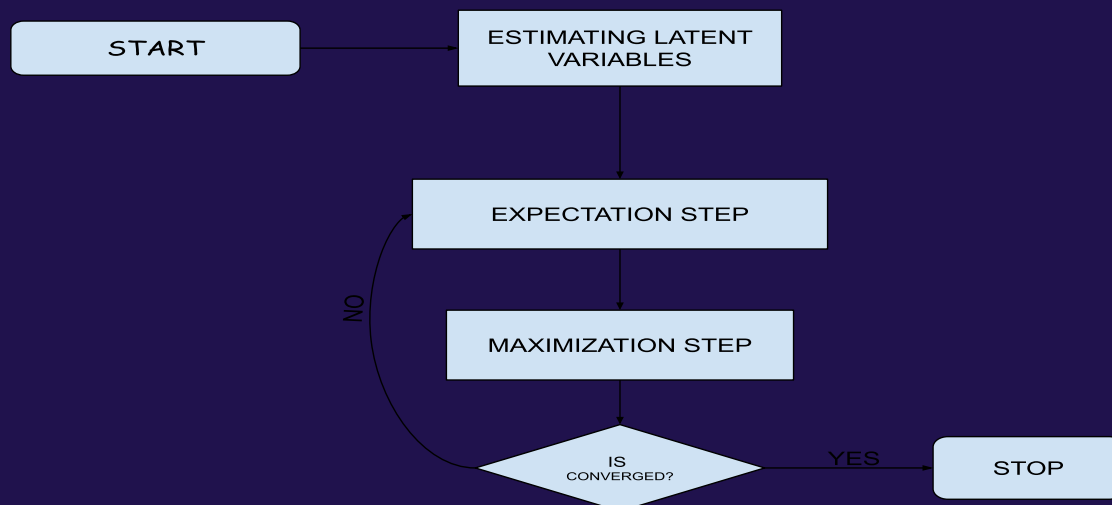 START
ESTIMATING LATENT
VARIABLES
EXPECTATION STEP
NO
MAXIMIZATION STEP
IS
CONVERGED?
YES
STOP